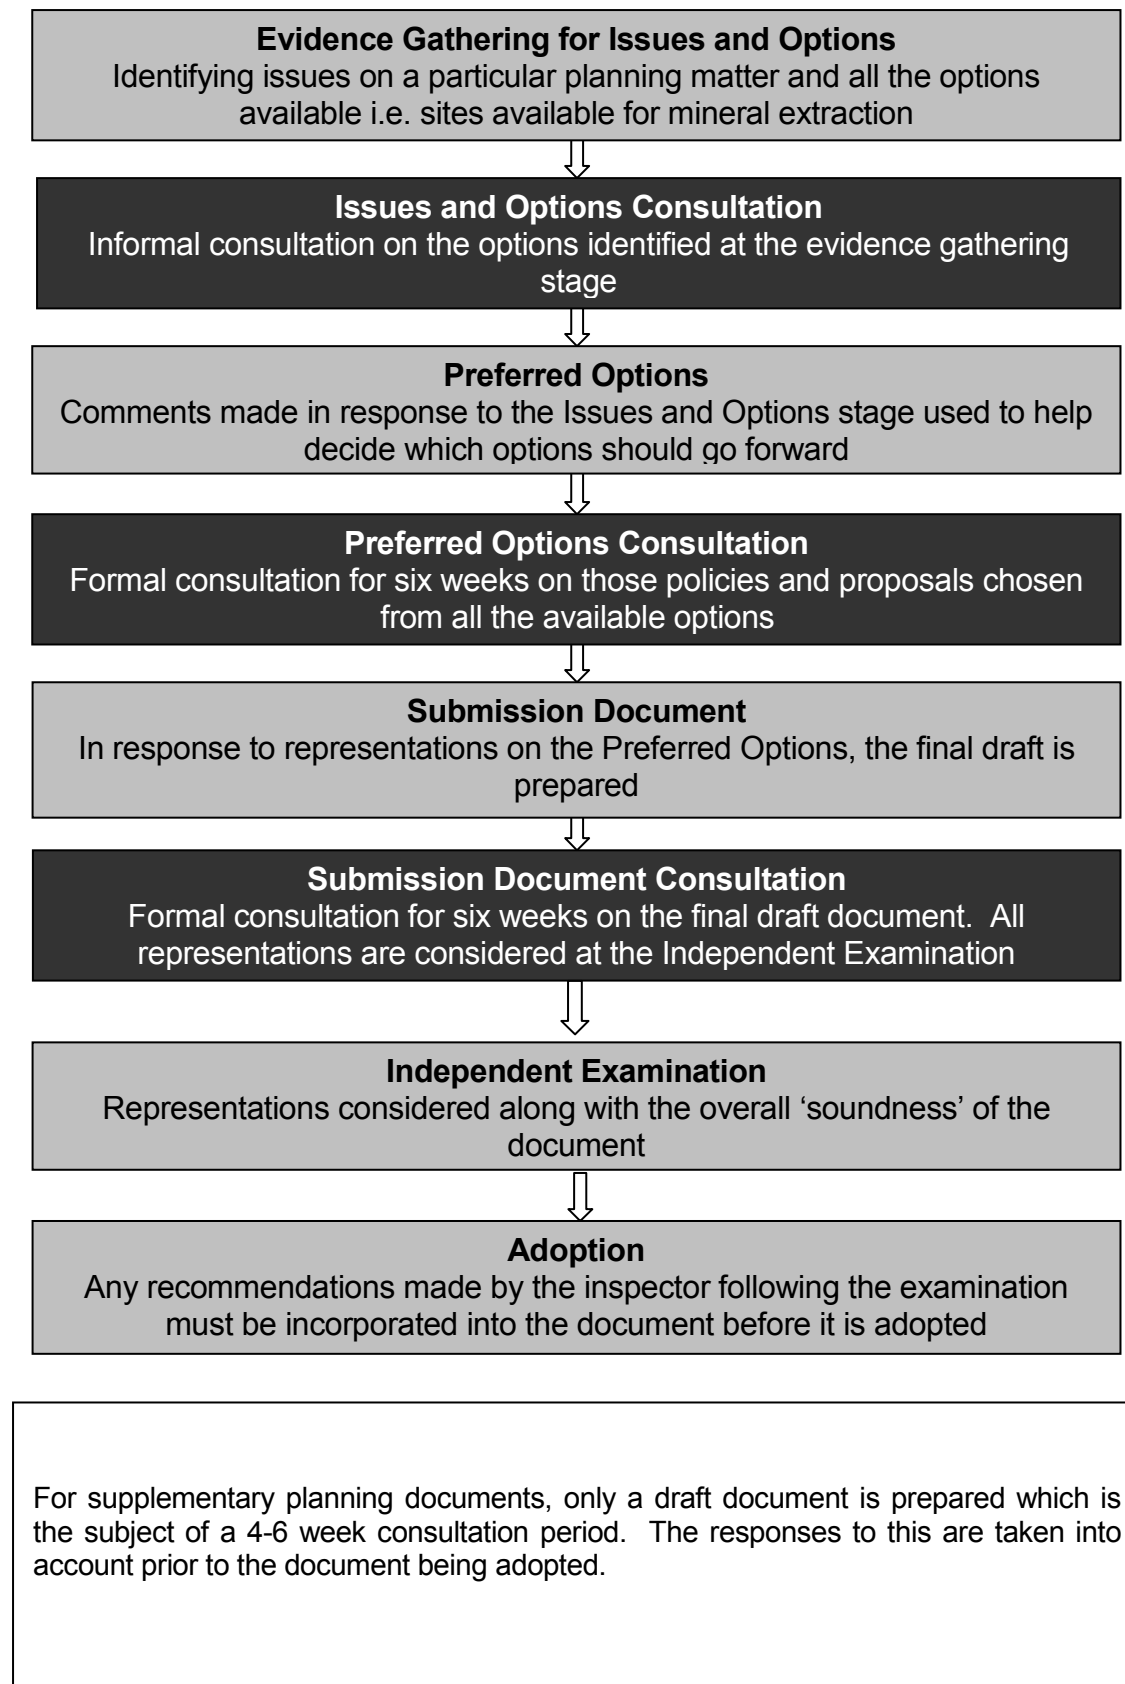 Evidence Gathering for Issues and Options
Identifying issues on a particular planning matter and all the options
available i.e. sites available for mineral extraction
Issues and Options Consultation
Informal consultation on the options identified at the evidence gathering
stage
Preferred Options
Comments made in response to the Issues and Options stage used to help
decide which options should go forward
Preferred Options Consultation
Formal consultation for six weeks on those policies and proposals chosen
from all the available options
Submission Document
In response to representations on the Preferred Options, the final draft is
prepared
Submission Document Consultation
Formal consultation for six weeks on the final draft document.  All
representations are considered at the Independent Examination
Independent Examination
Representations considered along with the overall ‘soundness’ of the
document
Adoption
Any recommendations made by the inspector following the examination
must be incorporated into the document before it is adopted
For supplementary planning documents, only a draft document is prepared which is
the subject of a 4-6 week consultation period.  The responses to this are taken into
account prior to the document being adopted.